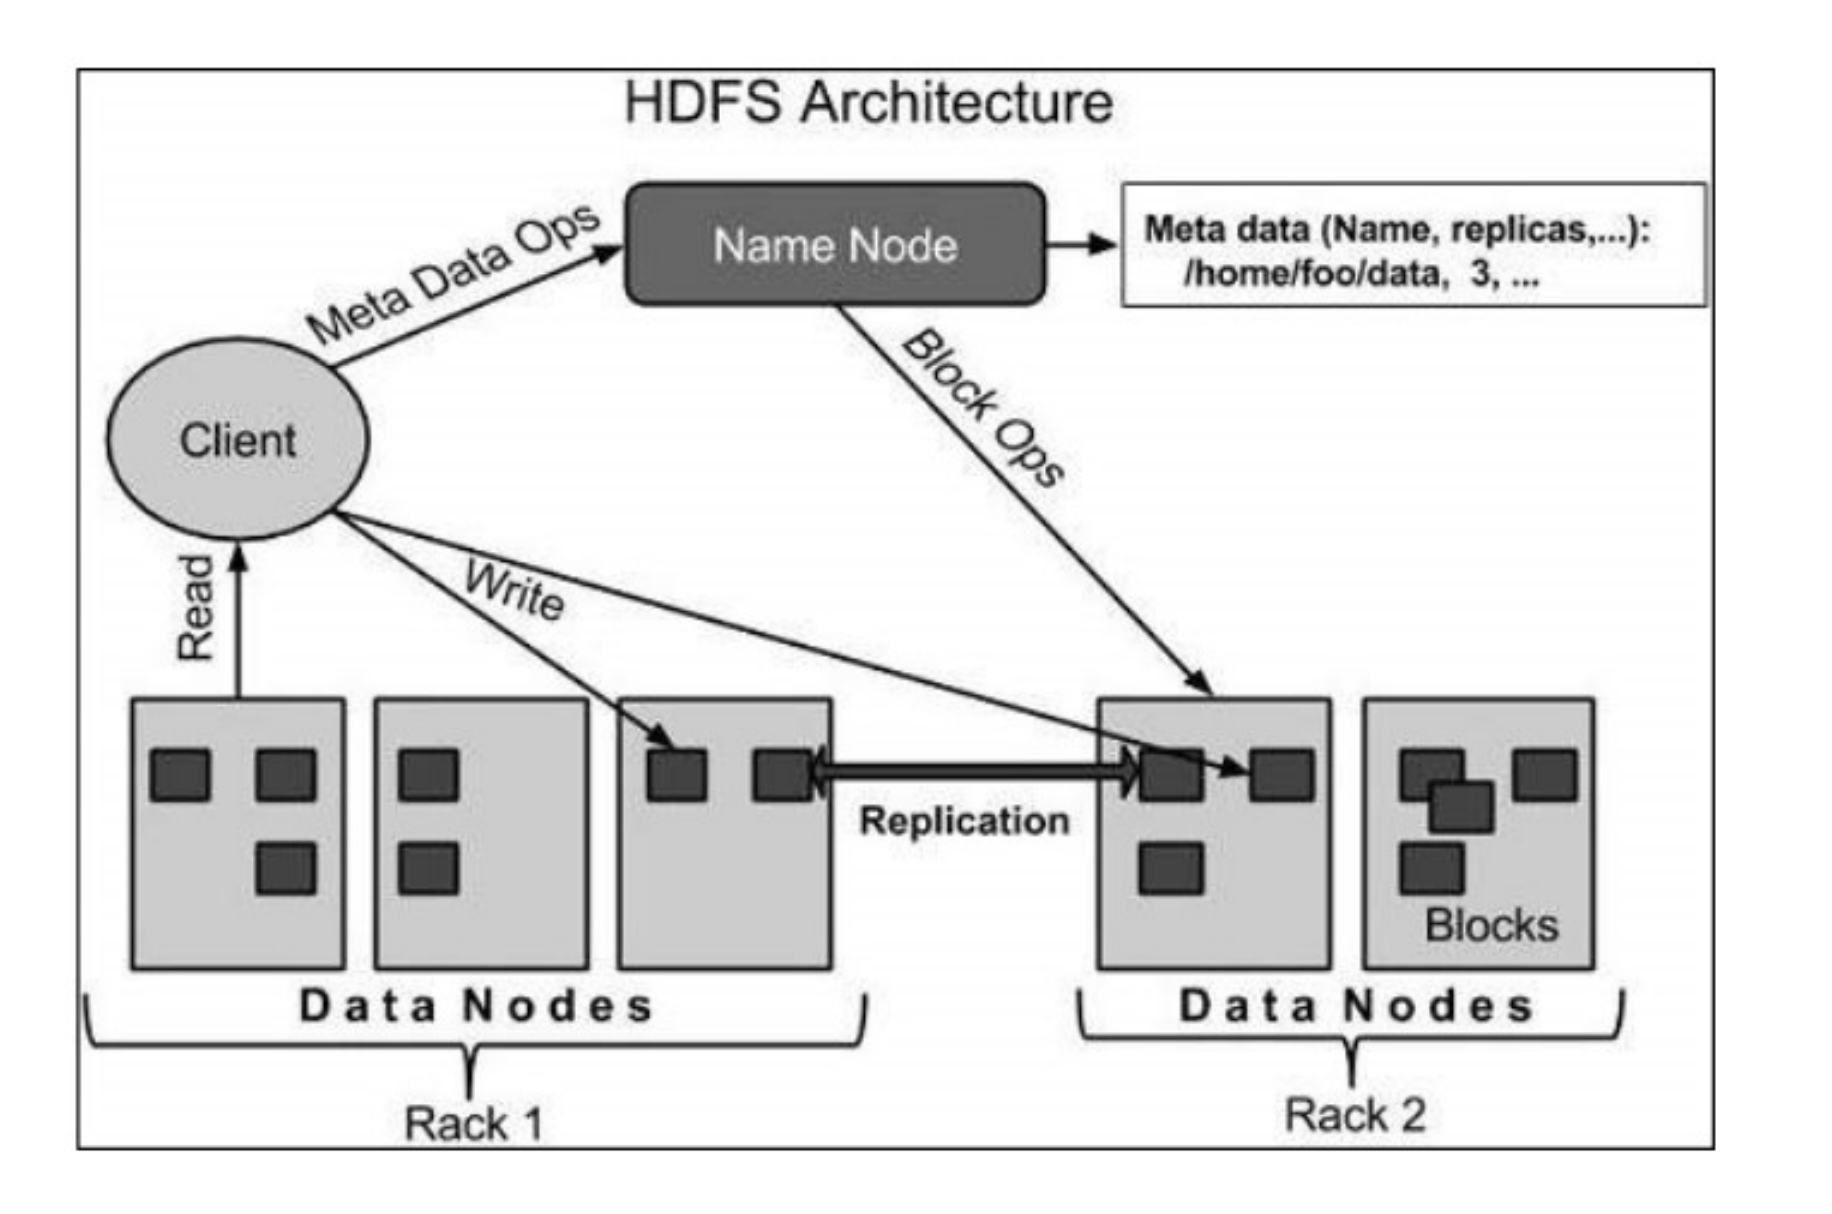 HDFS Architecture
Meta Data Ops
Name Node
Meta data (Name, replicas,...):
/home/foo/data, 3, ...
Block Ops
Client
Read
Write
Replication
Blocks
Data Nodes
Data Nodes
Rack 1
Rack 2